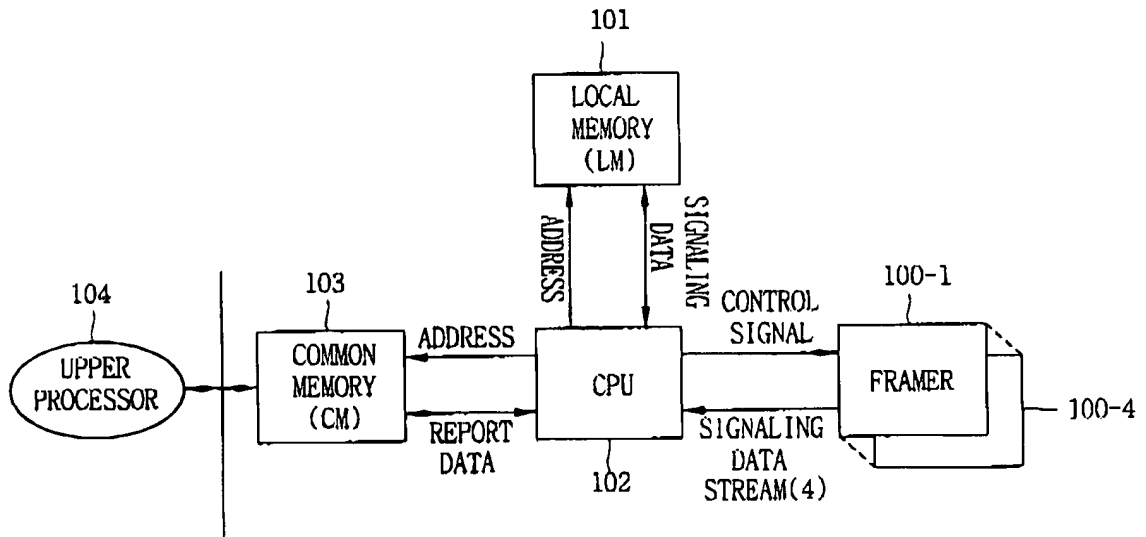 101
LOCAL
MEMORY
(LM)
ADDRESS
DATA
SIGNALING
104
UPPER
PROCESSOR
103
COMMON
MEMORY
(CM)
ADDRESS
REPORT
DATA
CPU
102
CONTROL
SIGNAL
SIGNALING
DATA
STREAM(4)
100-1
FRAMER
100-4